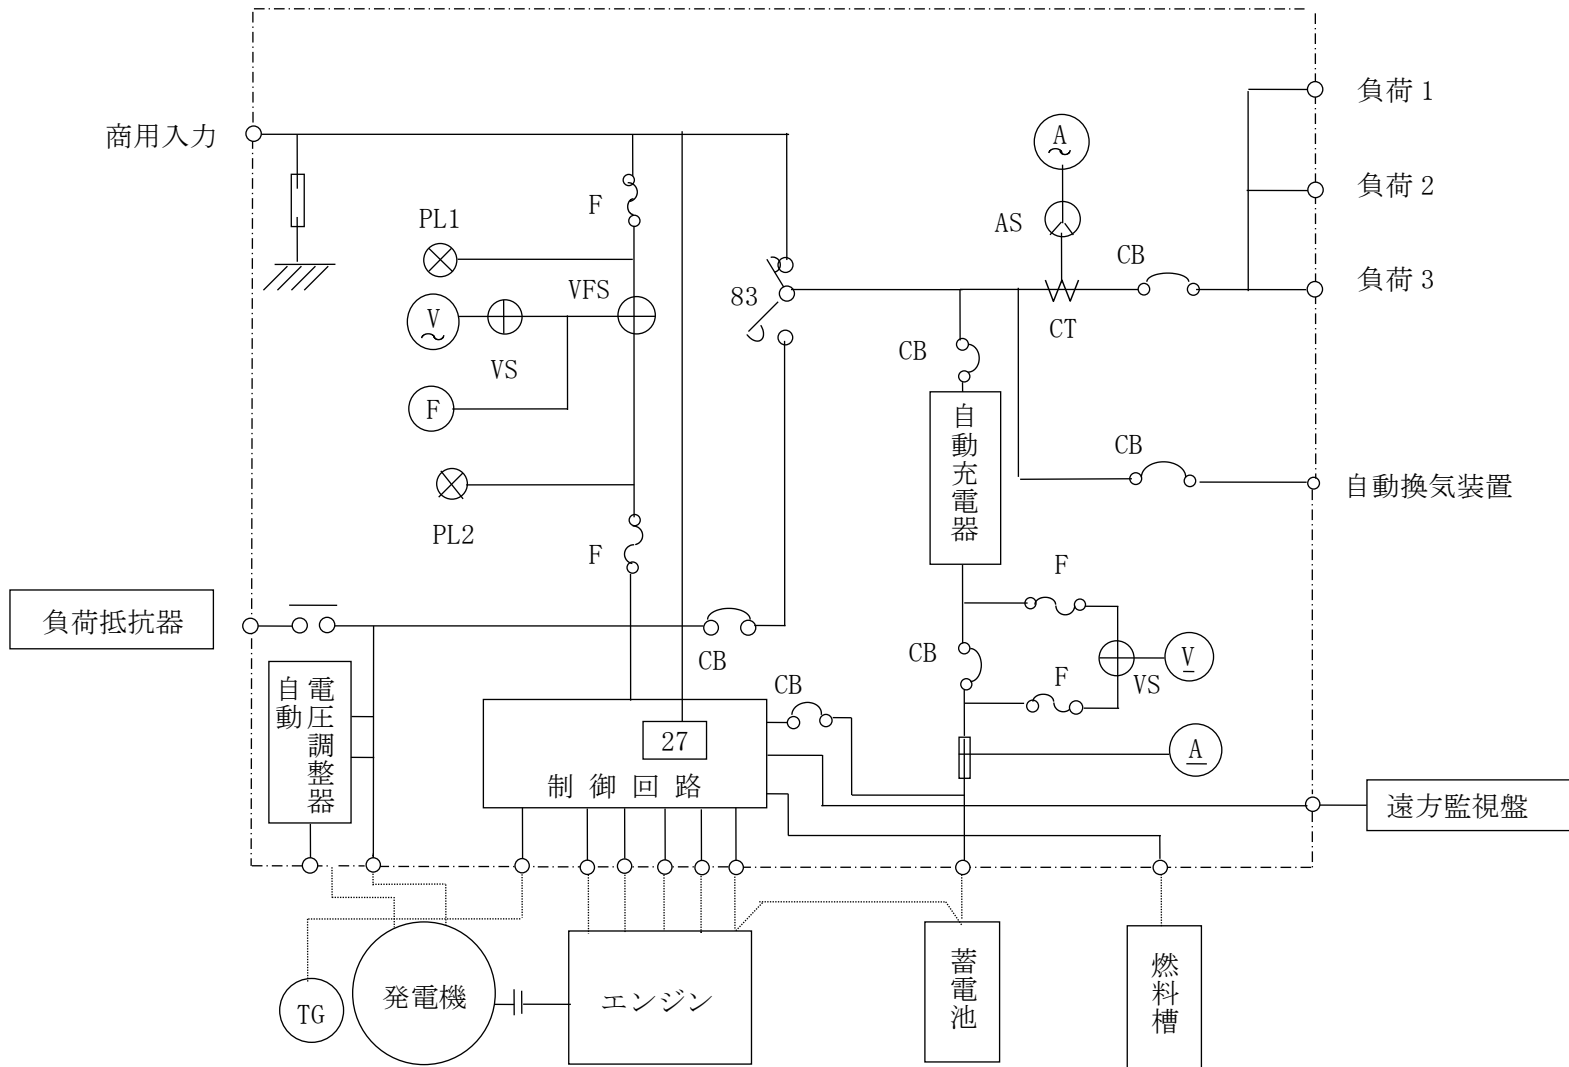 負荷 1
商用入力
A
負荷 2
F
PL1
AS
CB
負荷 3
VFS
83
V
CT
CB
VS
F
自動充電器
CB
自動換気装置
PL2
F
F
負荷抵抗器
CB
CB
V
F
VS
自動
電圧調整器
CB
27
A
制御回路
遠方監視盤
蓄電池
燃料槽
発電機
エンジン
TG